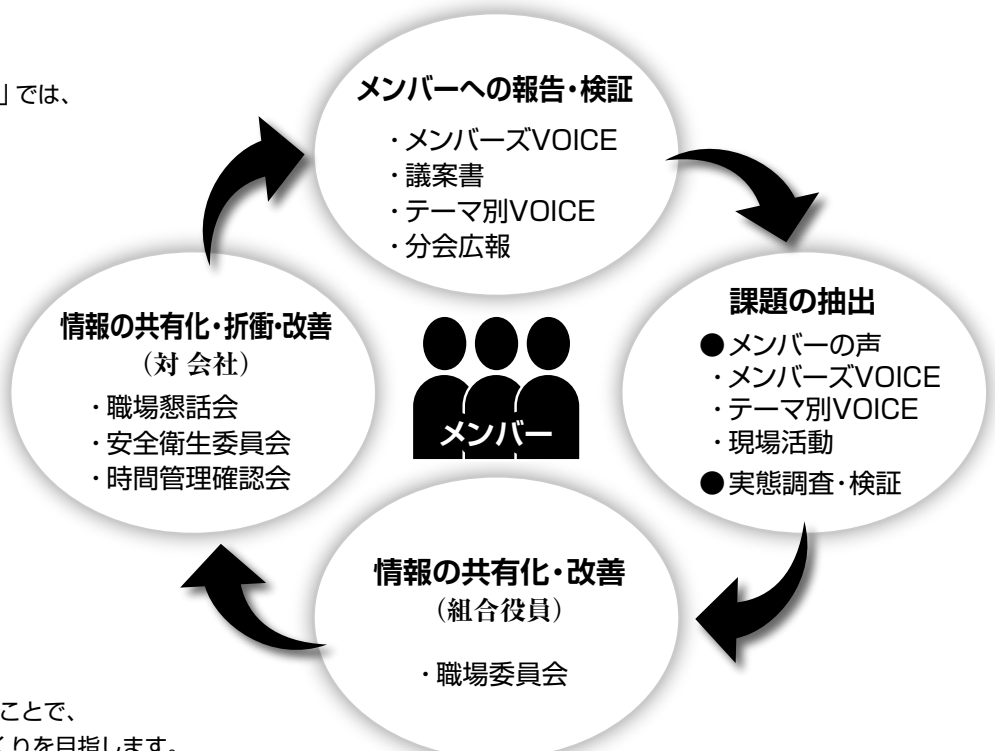 」では、
メンバーへの報告・検証
・メンバーズVOICE
・議案書
・テーマ別VOICE
・分会広報
課題の抽出
●メンバーの声
・メンバーズVOICE
・テーマ別VOICE
・現場活動
●実態調査・検証
情報の共有化・折衝・改善
（対 会社）
・職場懇話会
・安全衛生委員会
・時間管理確認会
メンバー
情報の共有化・改善
（組合役員）
・職場委員会
ことで、
くりを目指します。